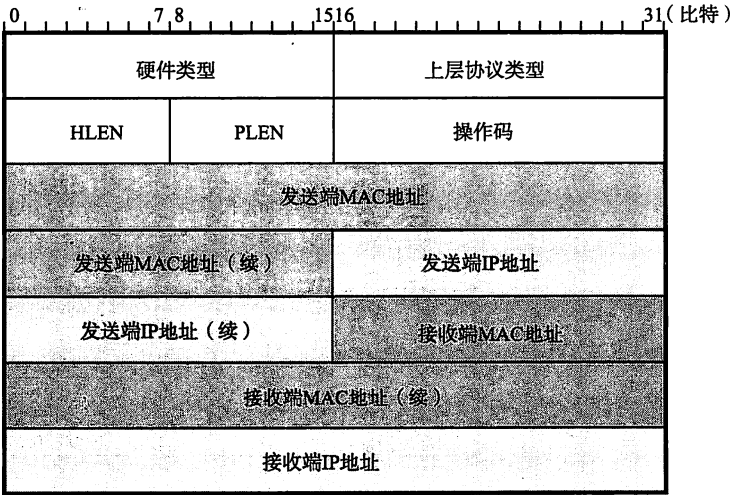 0 7 8 15 16 31(比特)
硬件类型 上层协议类型
HLEN PLEN 操作码
发送端MAC地址
发送端MAC地址(续) 发送端IP地址
发送端IP地址(续) 接收端MAC地址
接收端MAC地址(续)
接收端IP地址